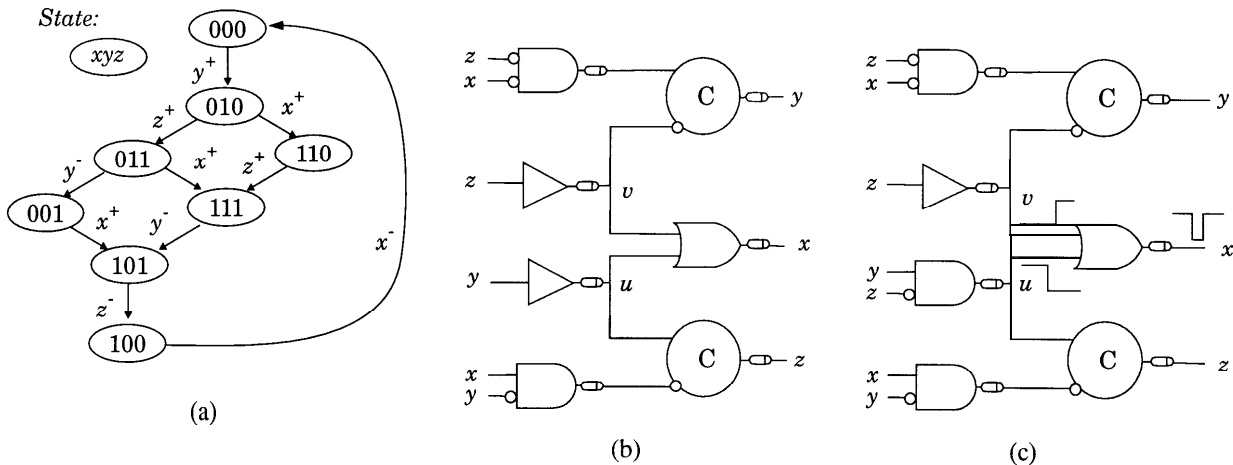 State:
xyz
000
y+
010
z+
x+
011
110
y-
x+
z+
001
111
x+
y-
x-
101
z-
100
(a)
z
x
C
y
z
v
x
y
u
C
z
x
y
(b)
z
x
C
y
z
v
x
y
z
u
C
z
x
y
(c)